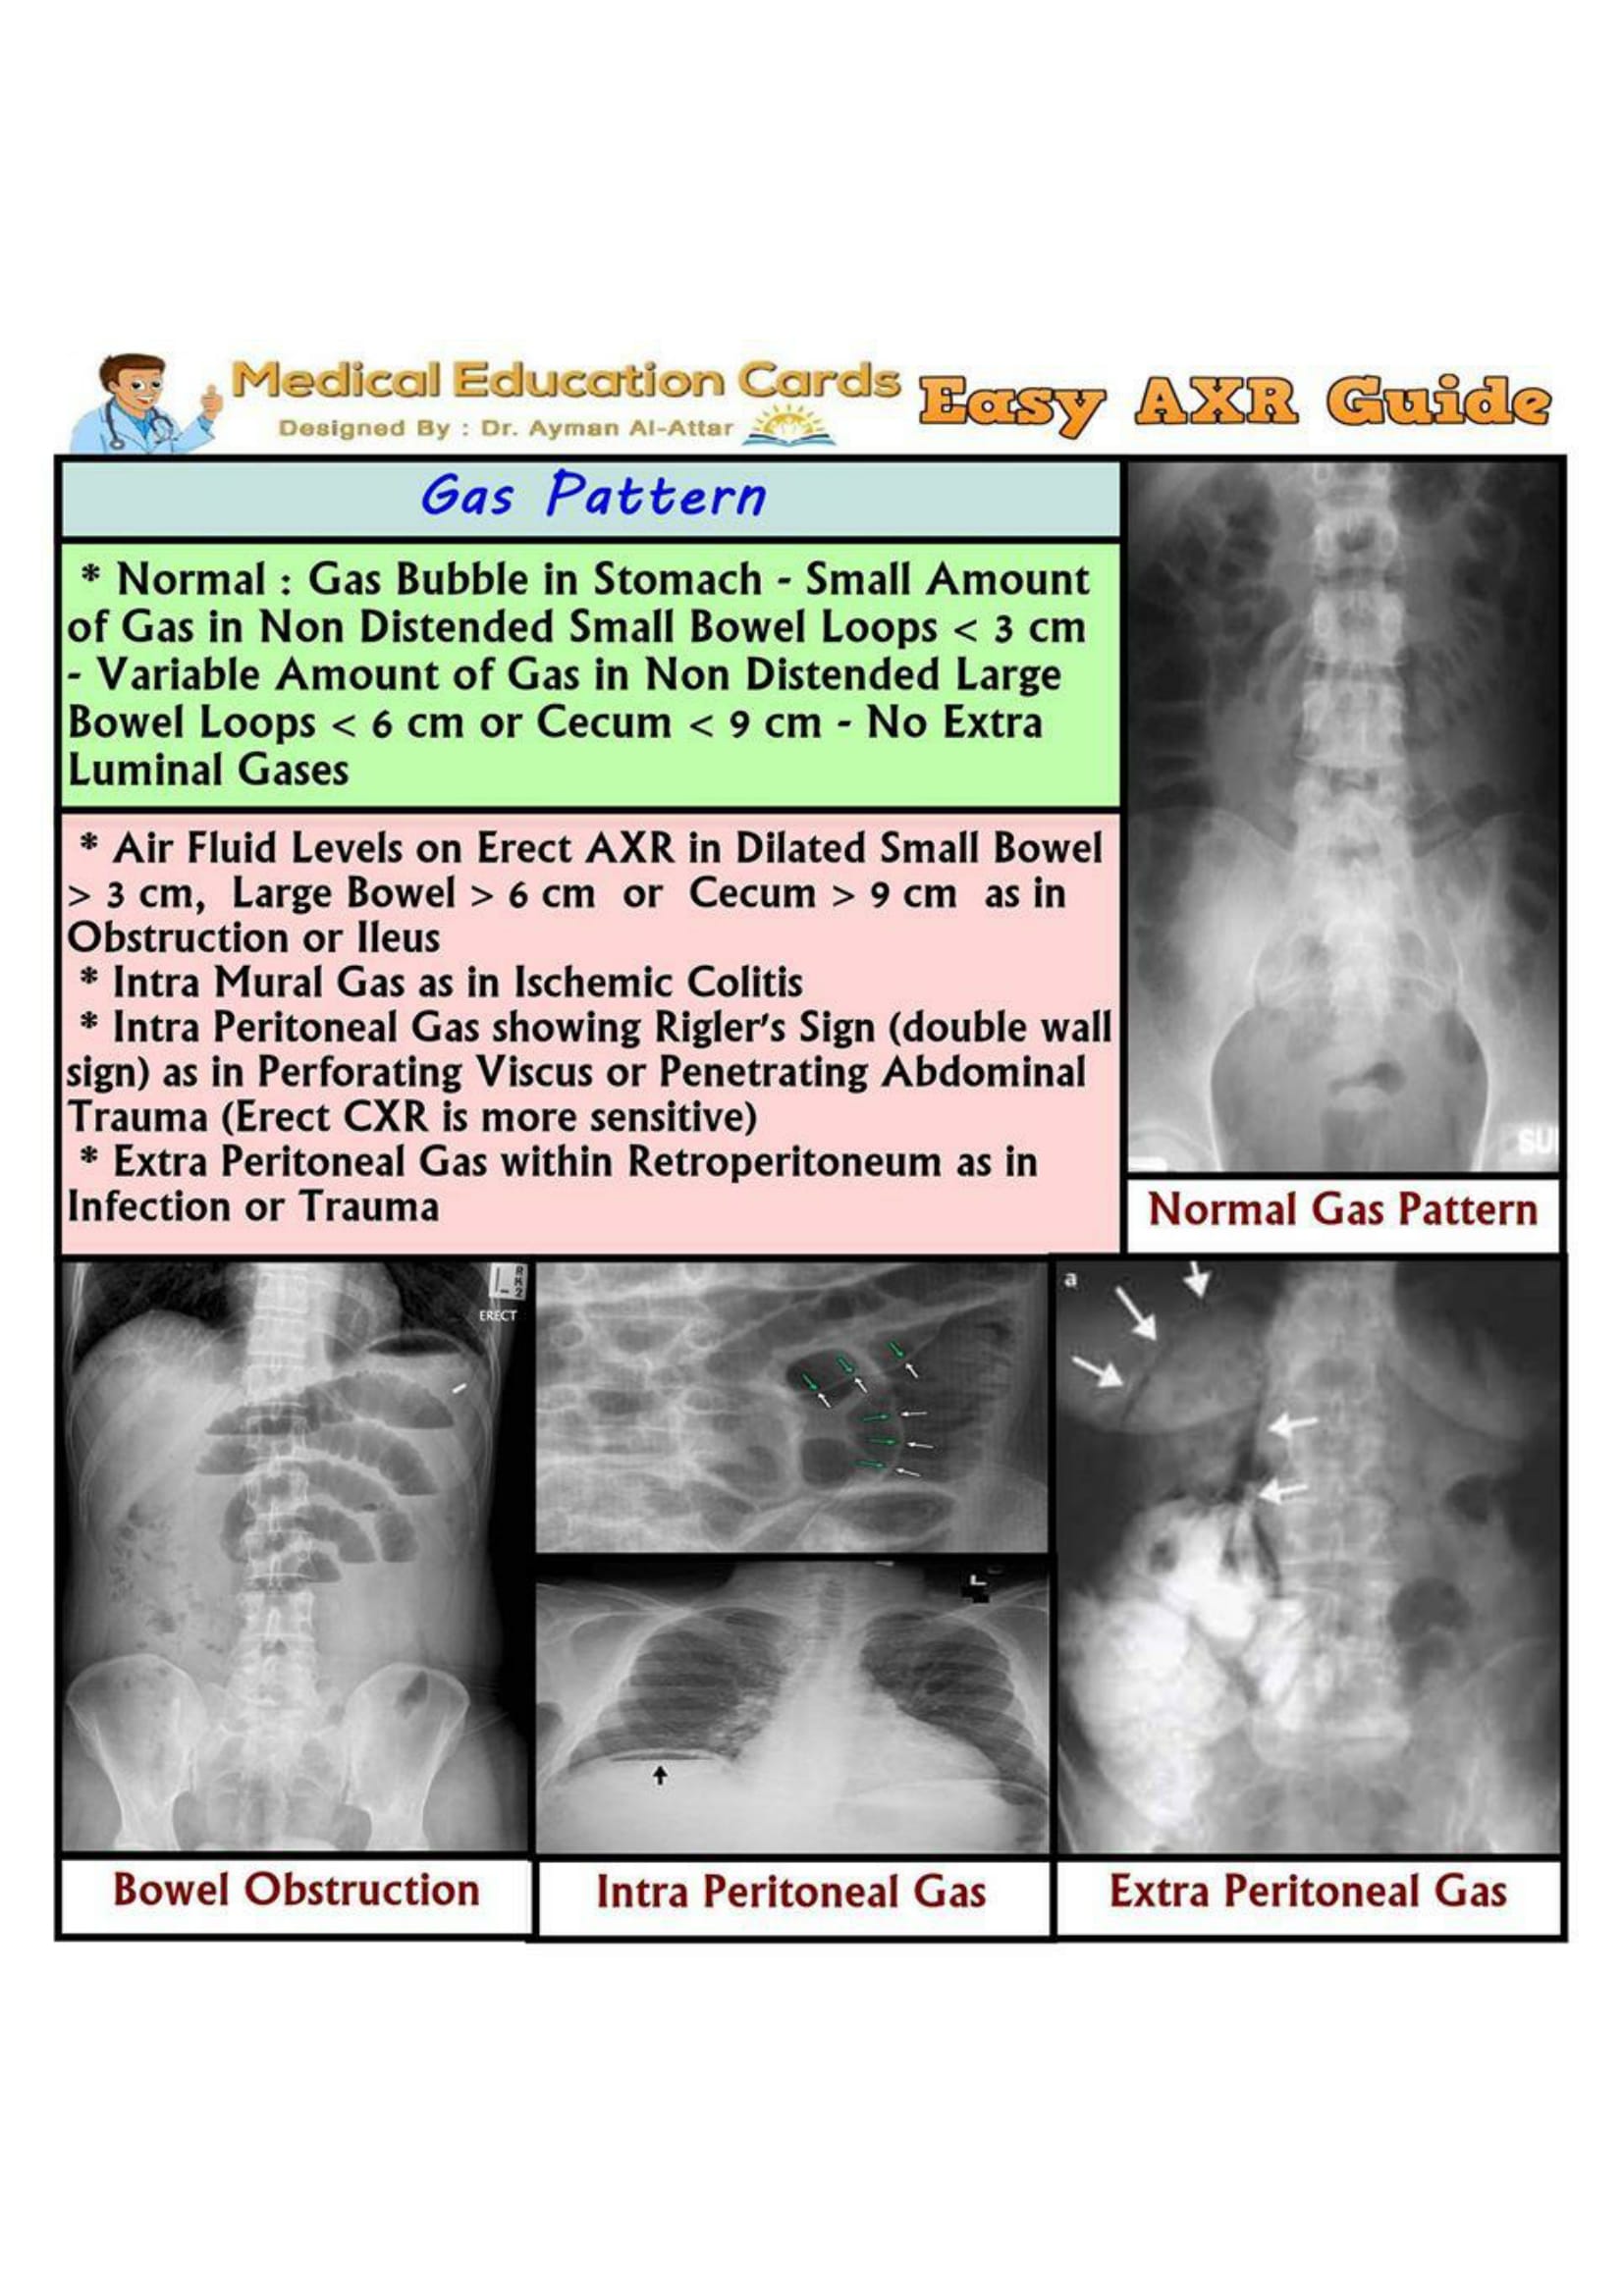 Medical Education Cards
Designed By : Dr. Ayman Al-Attar
Easy AXR Guide
Gas Pattern
* Normal : Gas Bubble in Stomach - Small Amount
of Gas in Non Distended Small Bowel Loops < 3 cm
- Variable Amount of Gas in Non Distended Large
Bowel Loops < 6 cm or Cecum < 9 cm - No Extra
Luminal Gases
* Air Fluid Levels on Erect AXR in Dilated Small Bowel
> 3 cm, Large Bowel > 6 cm or Cecum > 9 cm as in
Obstruction or Ileus
* Intra Mural Gas as in Ischemic Colitis
* Intra Peritoneal Gas showing Rigler's Sign (double wall
sign) as in Perforating Viscus or Penetrating Abdominal
Trauma (Erect CXR is more sensitive)
* Extra Peritoneal Gas within Retroperitoneum as in
Infection or Trauma
SU
Normal Gas Pattern
ERECT
L
a
Bowel Obstruction
Intra Peritoneal Gas
Extra Peritoneal Gas